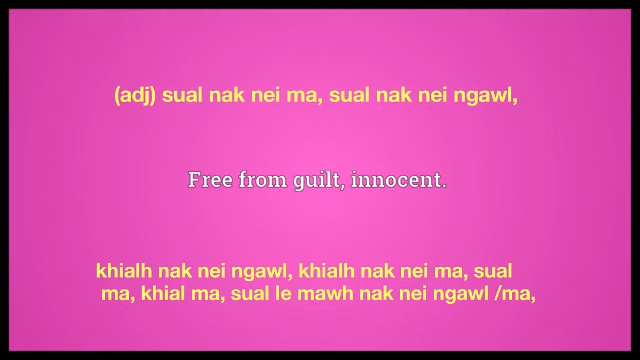 (adj) sual nak nei ma, sual nak nei ngawl,
Free from guilt, innocent.
khialh nak nei ngawl, khialh nak nei ma, sual
ma, khial ma, sual le mawh nak nei ngawl /ma,